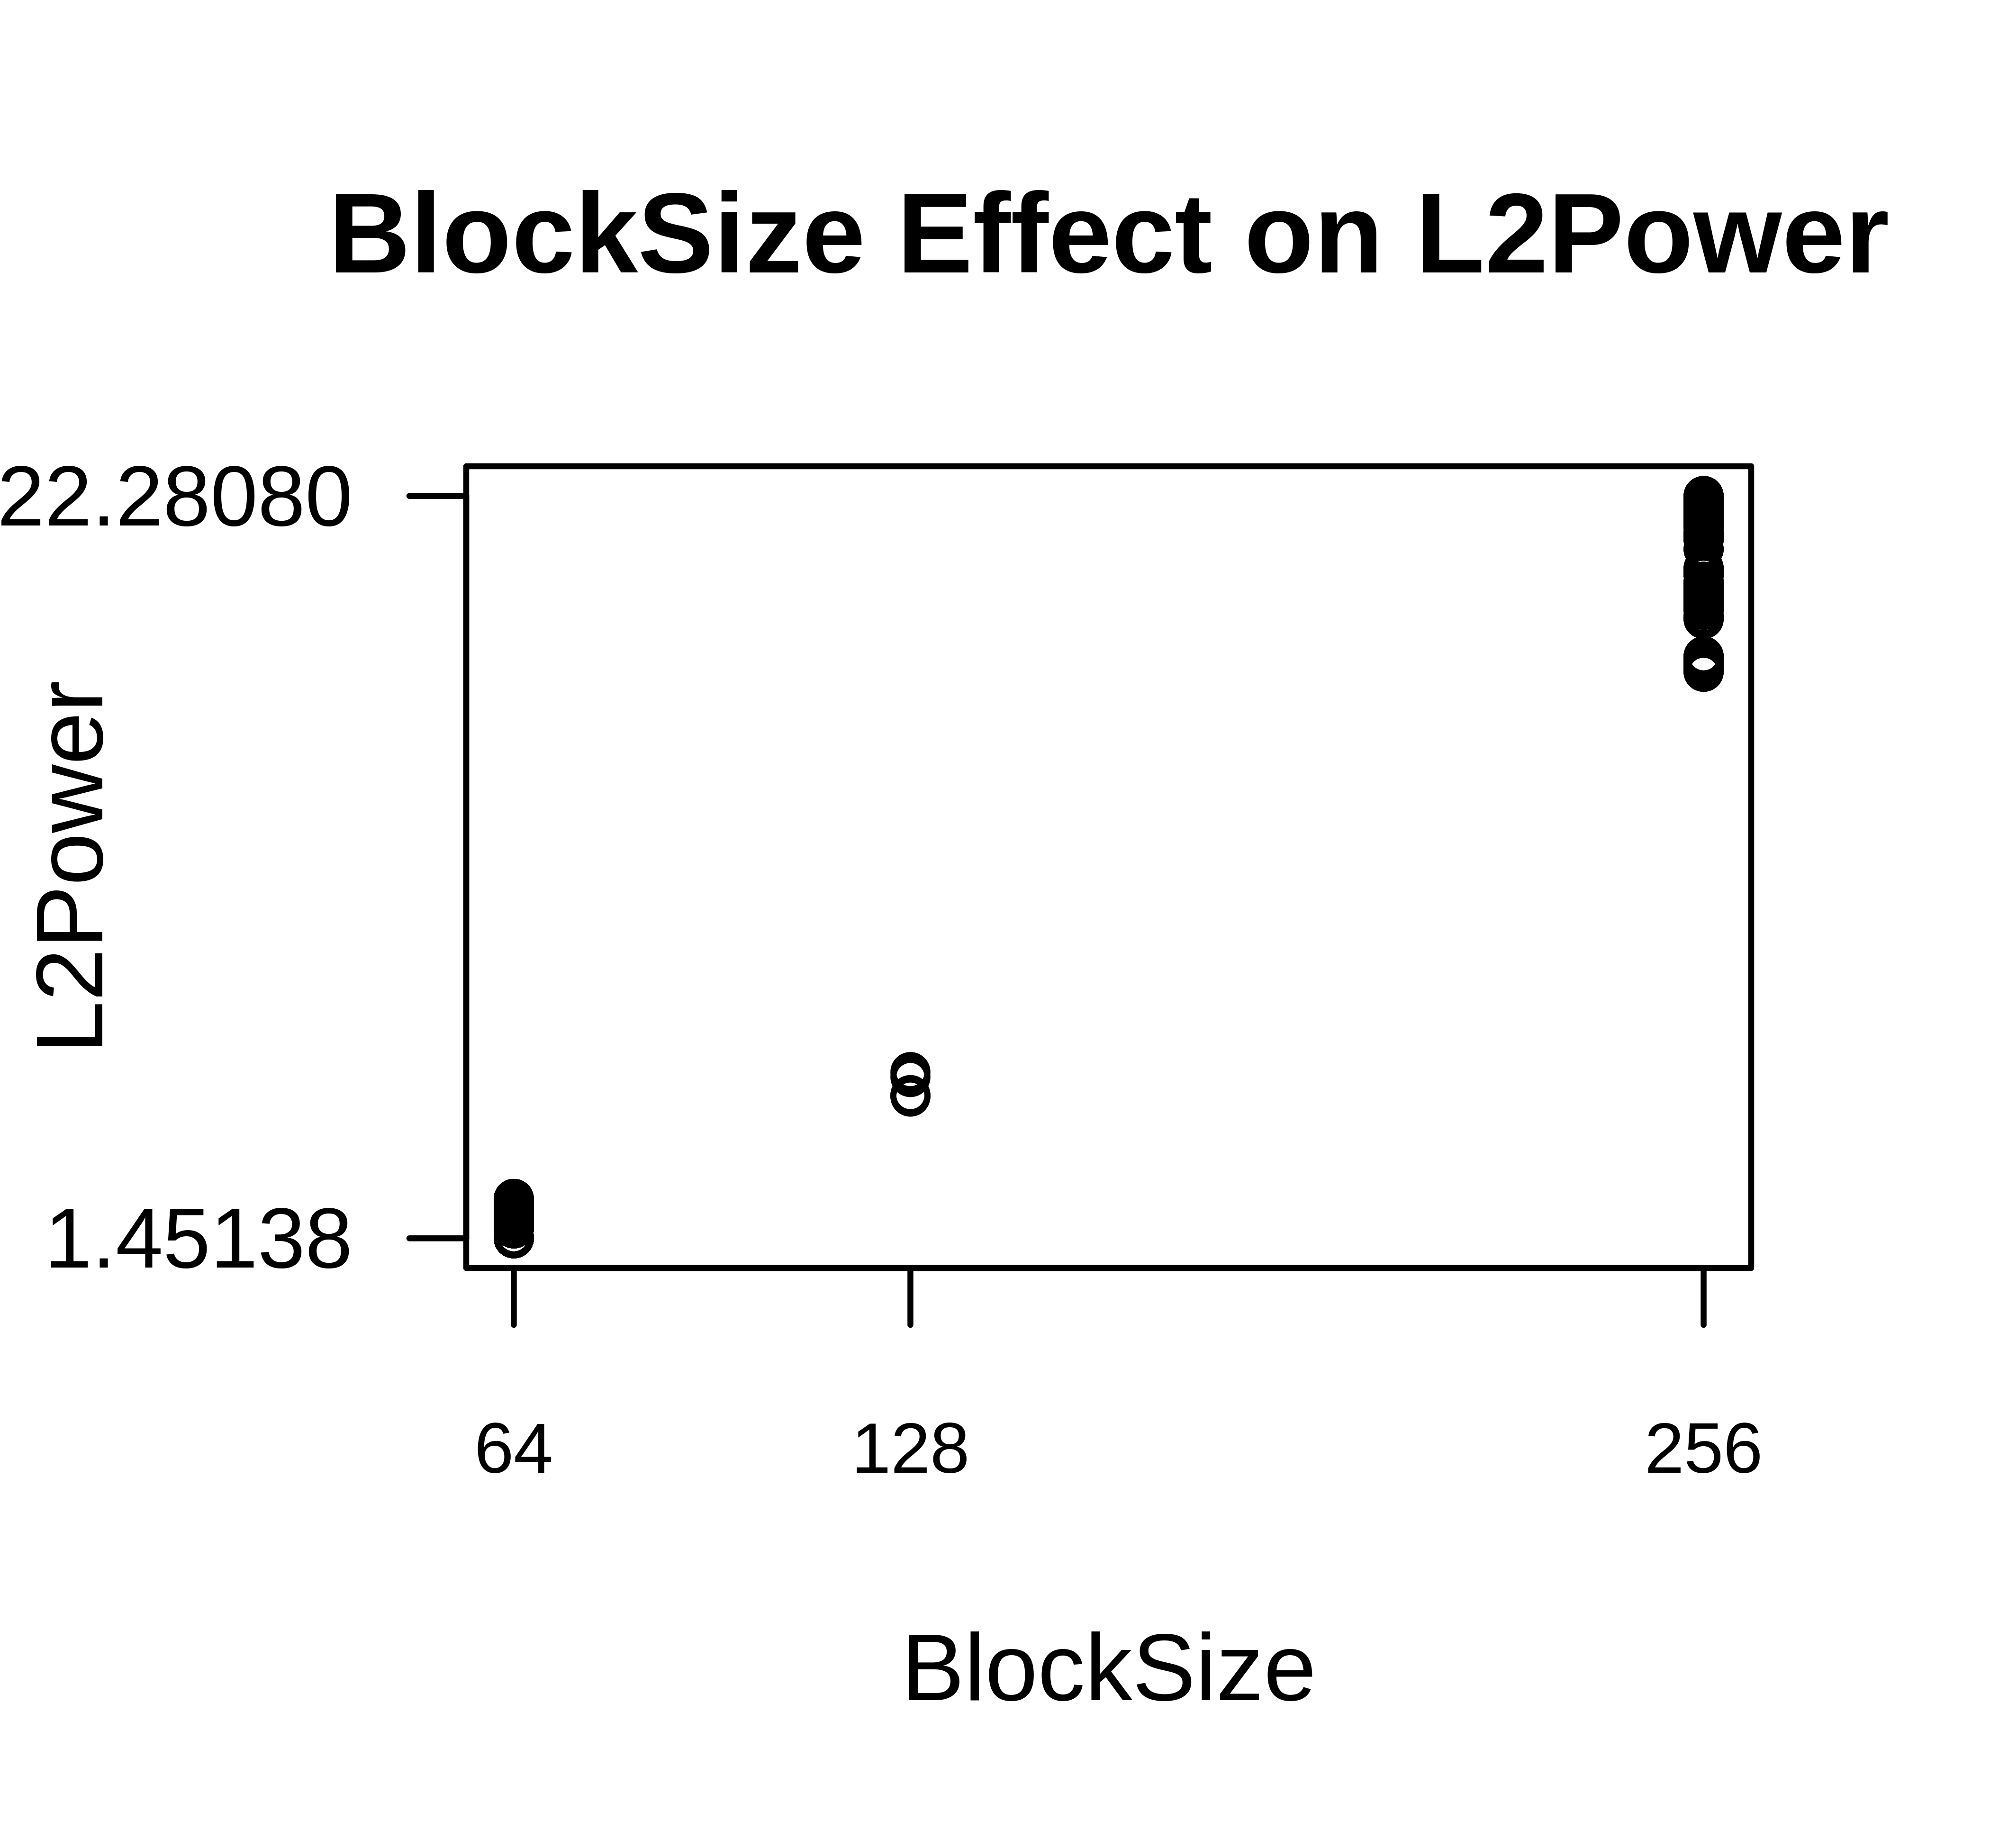 BlockSize Effect on L2Power
22.28080
L2Power
1.45138
64 128 256
BlockSize